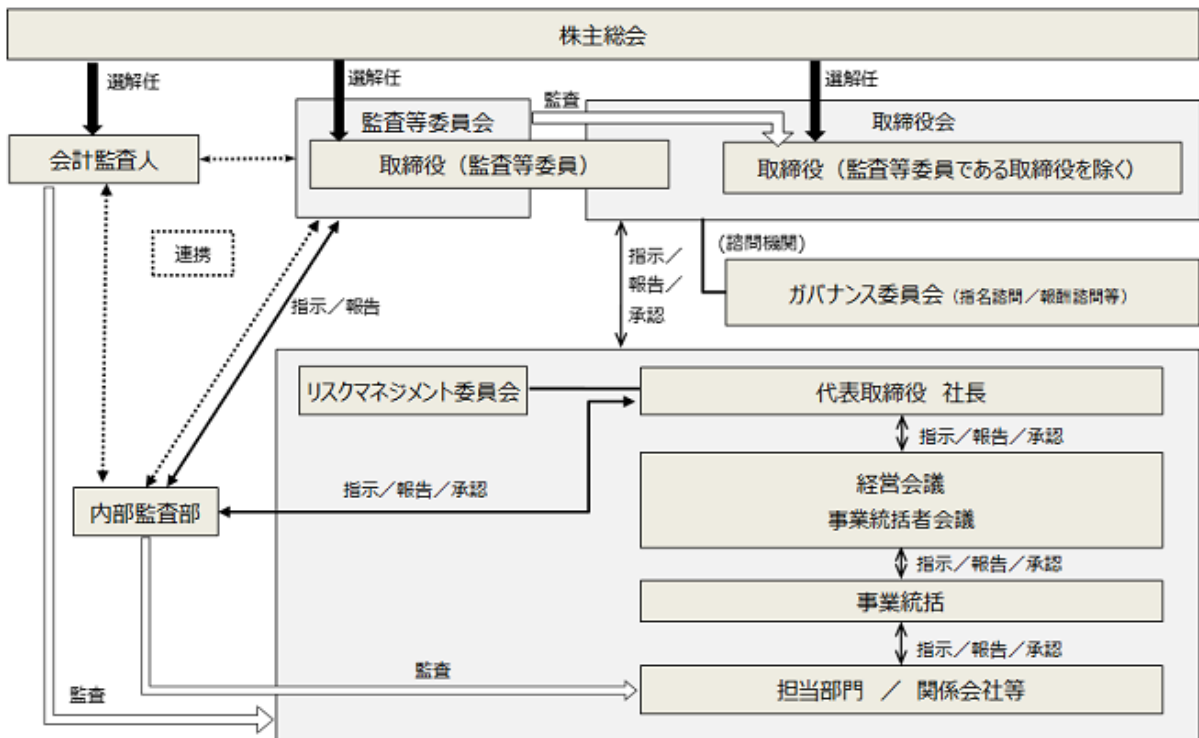 株主総会
選解任
選解任
選解任
監査等委員会
監査
取締役会
会計監査人
取締役（監査等委員）
取締役（監査等委員である取締役を除く）
連携
指示／報告
指示／
報告／
承認
(諮問機関)
ガバナンス委員会（指名諮問／報酬諮問等）
リスクマネジメント委員会
代表取締役　社長
指示／報告／承認
指示／報告／承認
経営会議
事業統括者会議
内部監査部
指示／報告／承認
事業統括
指示／報告／承認
監査
監査
担当部門　／　関係会社等